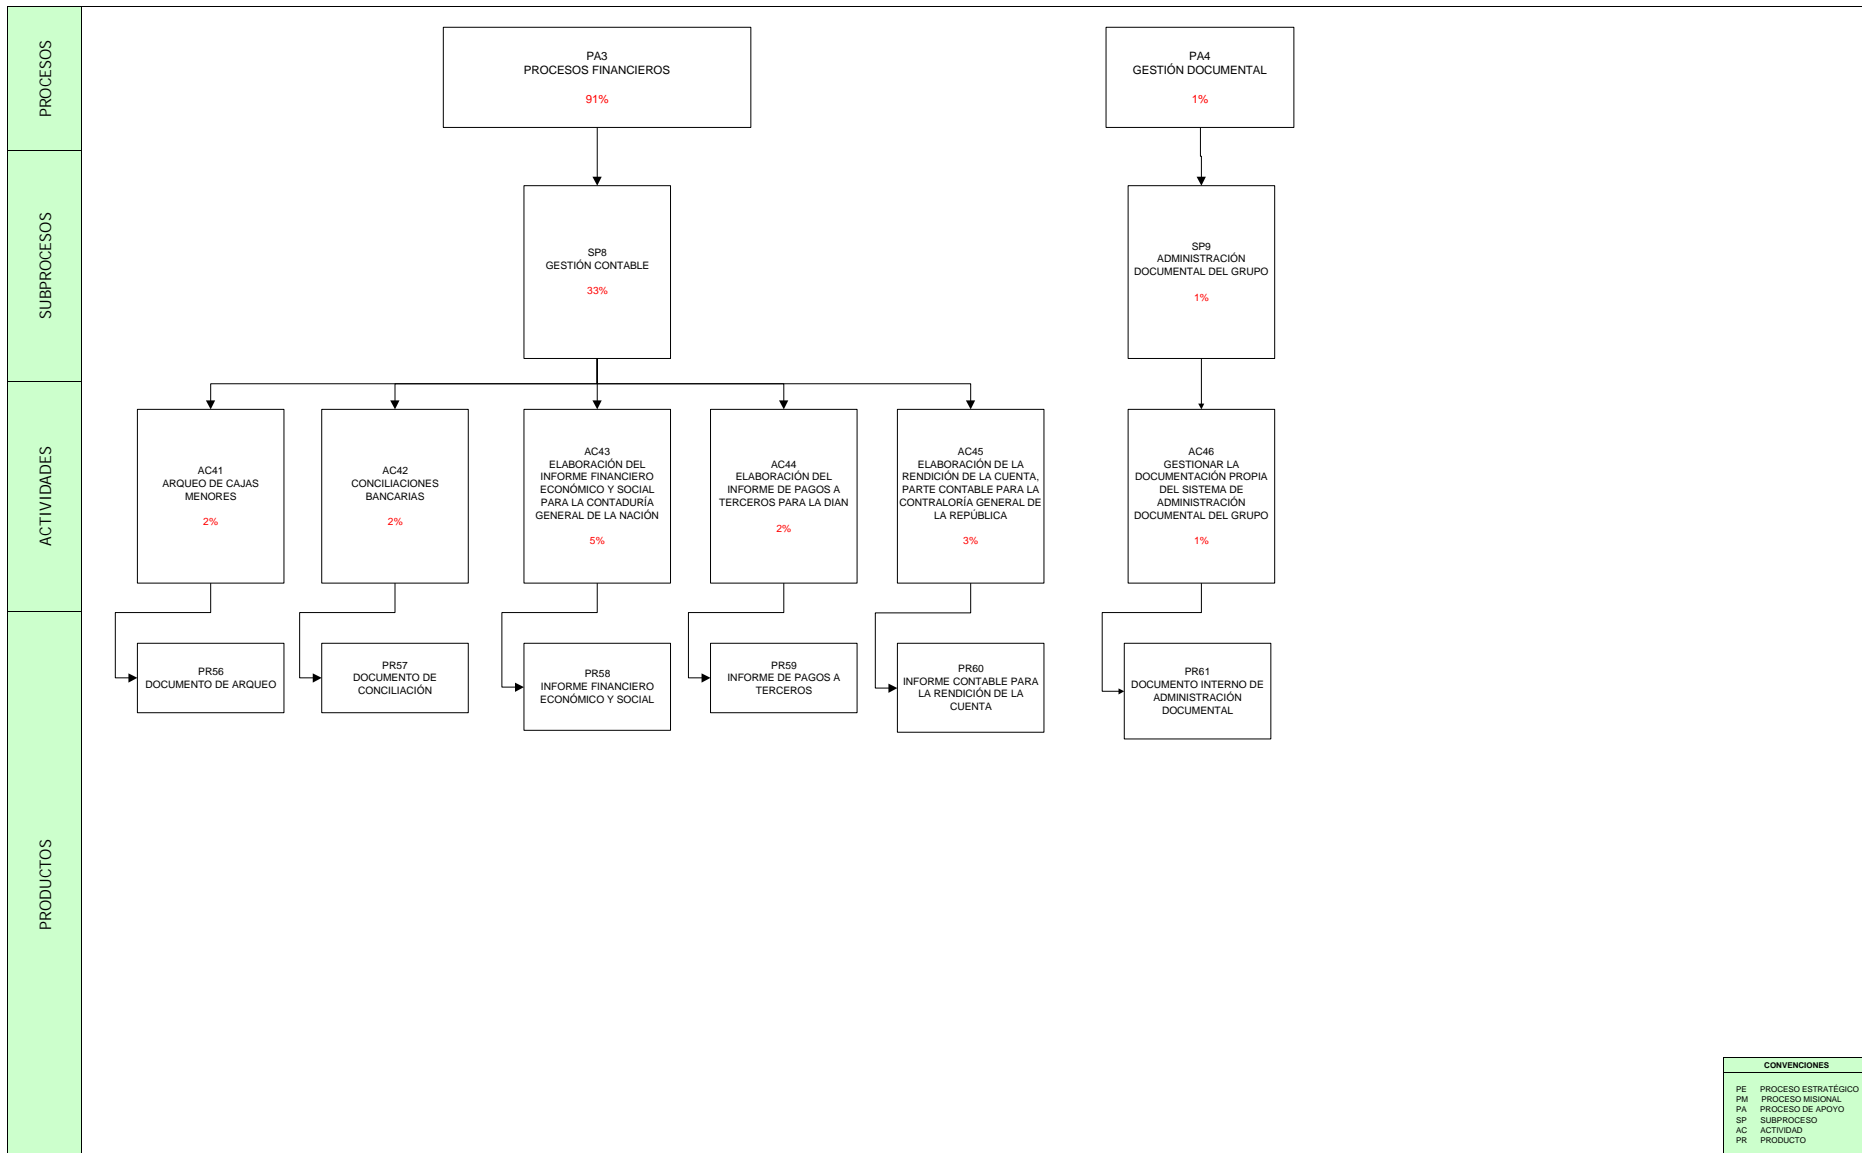 PROCESOS
PA3
PROCESOS FINANCIEROS
91%
PA4
GESTIÓN DOCUMENTAL
1%
SUBPROCESOS
SP8
GESTIÓN CONTABLE
33%
SP9
ADMINISTRACIÓN
DOCUMENTAL DEL GRUPO
1%
ACTIVIDADES
AC41
ARQUEO DE CAJAS
MENORES
2%
AC42
CONCILIACIONES
BANCARIAS
2%
AC43
ELABORACIÓN DEL
INFORME FINANCIERO
ECONÓMICO Y SOCIAL
PARA LA CONTADURÍA
GENERAL DE LA NACIÓN
5%
AC44
ELABORACIÓN DEL
INFORME DE PAGOS A
TERCEROS PARA LA DIAN
2%
AC45
ELABORACIÓN DE LA
RENDICIÓN DE LA CUENTA,
PARTE CONTABLE PARA LA
CONTRALORÍA GENERAL DE
LA REPÚBLICA
3%
AC46
GESTIONAR LA
DOCUMENTACIÓN PROPIA
DEL SISTEMA DE
ADMINISTRACIÓN
DOCUMENTAL DEL GRUPO
1%
PRODUCTOS
PR56
DOCUMENTO DE ARQUEO
PR57
DOCUMENTO DE
CONCILIACIÓN
PR58
INFORME FINANCIERO
ECONÓMICO Y SOCIAL
PR59
INFORME DE PAGOS A
TERCEROS
PR60
INFORME CONTABLE PARA
LA RENDICIÓN DE LA
CUENTA
PR61
DOCUMENTO INTERNO DE
ADMINISTRACIÓN
DOCUMENTAL
CONVENCIONES
PE PROCESO ESTRATÉGICO
PM PROCESO MISIONAL
PA PROCESO DE APOYO
SP SUBPROCESO
AC ACTIVIDAD
PR PRODUCTO